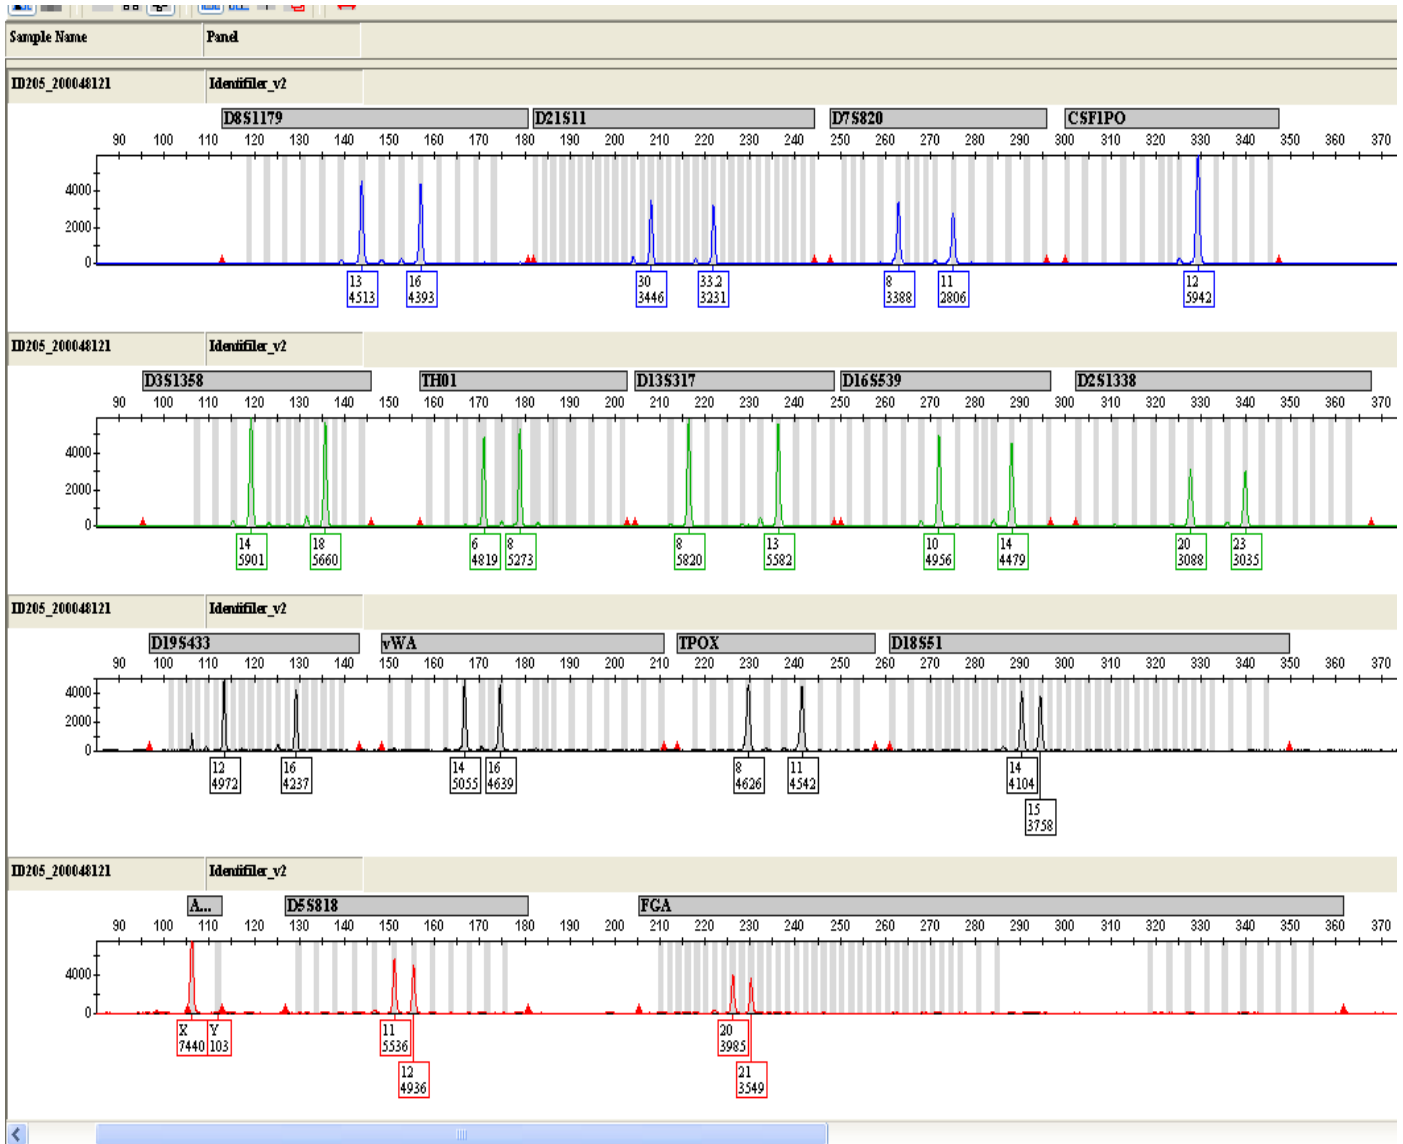 Sample Name Panel
ID205_200048121 Identifiler_v2
D8S1179 D21S11 D7S820 CSF1PO
90 100 110 120 130 140 150 160 170 180 190 200 210 220 230 240 250 260 270 280 290 300 310 320 330 340 350 360 370
4000
2000
0
13 16 30 33.2 8 11 12
4513 4393 3446 3231 3388 2806 5942
ID205_200048121 Identifiler_v2
D3S1358 TH01 D13S317 D16S539 D2S1338
90 100 110 120 130 140 150 160 170 180 190 200 210 220 230 240 250 260 270 280 290 300 310 320 330 340 350 360 370
4000
2000
0
14 18 6 8 8 13 10 14 20 23
5901 5660 4819 5273 5820 5582 4956 4479 3088 3035
ID205_200048121 Identifiler_v2
D19S433 vWA TPOX D18S51
90 100 110 120 130 140 150 160 170 180 190 200 210 220 230 240 250 260 270 280 290 300 310 320 330 340 350 360 370
4000
2000
0
12 16 14 16 8 11 14
4972 4237 5055 4639 4626 4542 4104
15
3758
ID205_200048121 Identifiler_v2
A... D5S818 FGA
90 100 110 120 130 140 150 160 170 180 190 200 210 220 230 240 250 260 270 280 290 300 310 320 330 340 350 360 370
4000
0
X Y 11 20
7440 103 5536 3985
12 21
4936 3549